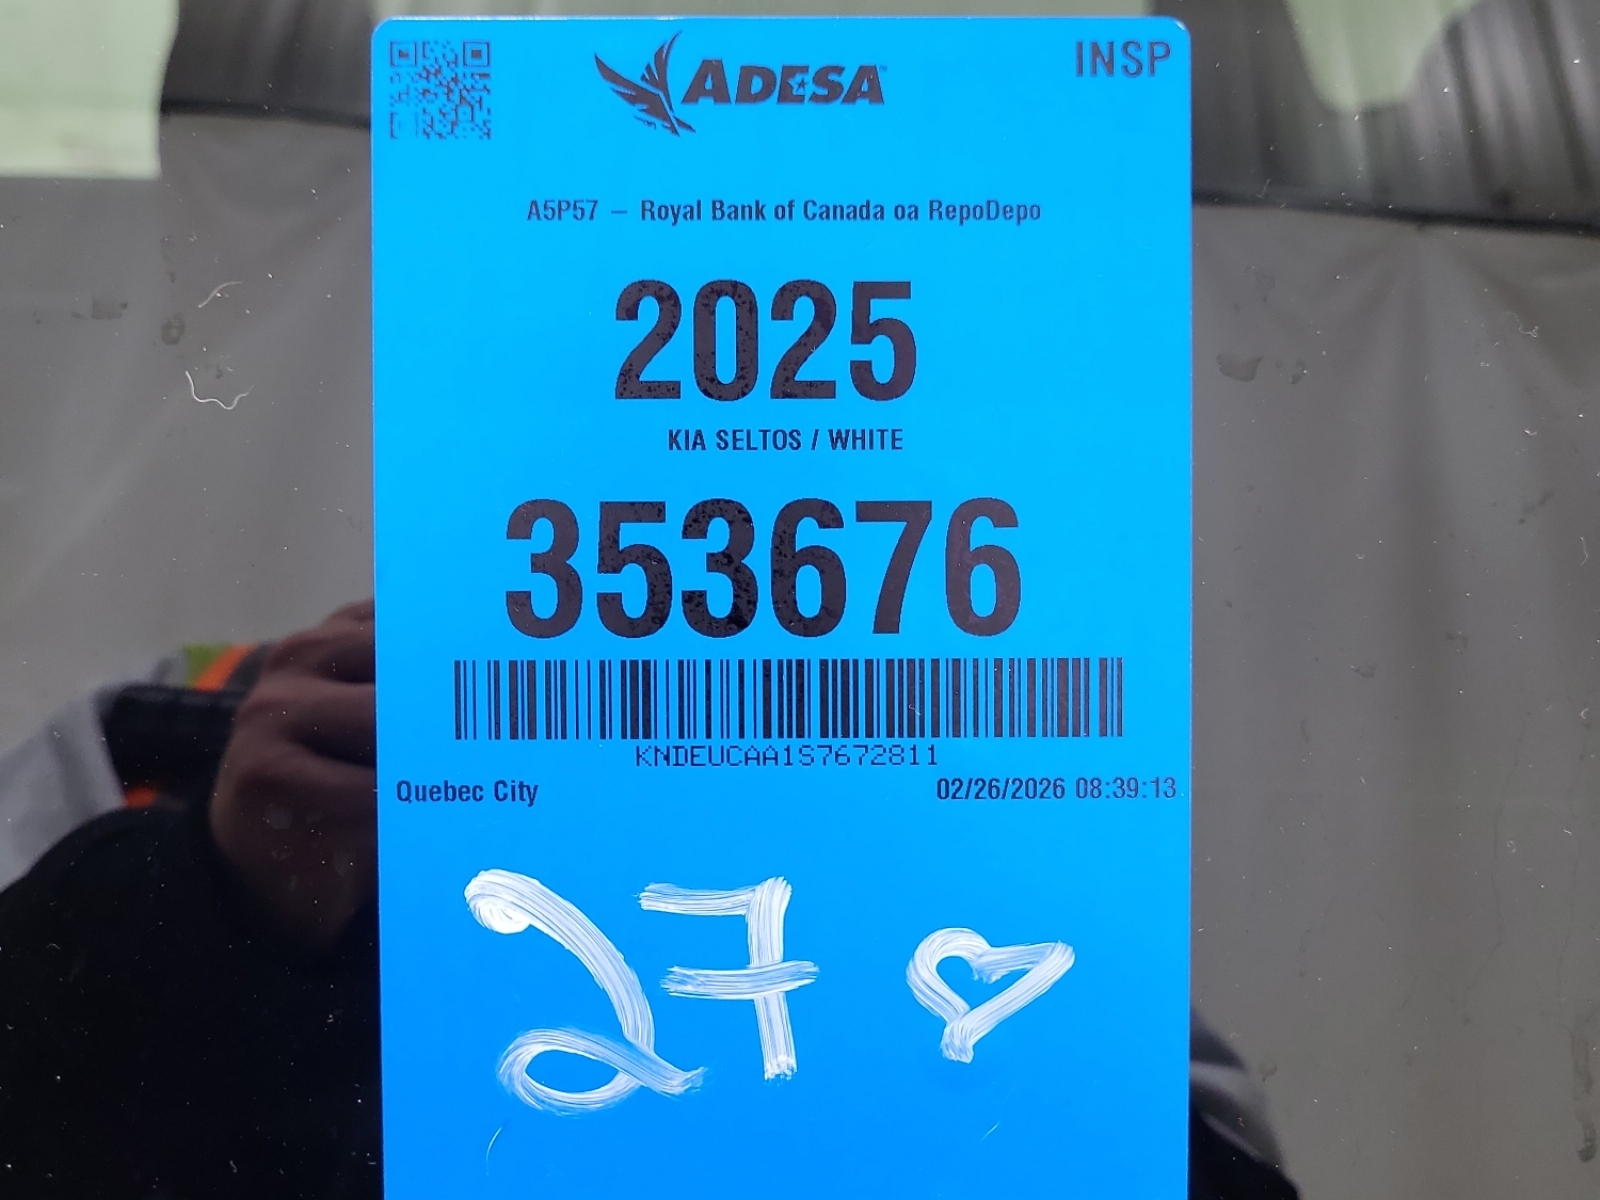 ADESA™
INSP
A5P57 – Royal Bank of Canada oa RepoDepo
2025
KIA SELTOS / WHITE
353676
KNDEUCAA1S7672811
Quebec City
02/26/2026 08:39:13
27 ♡